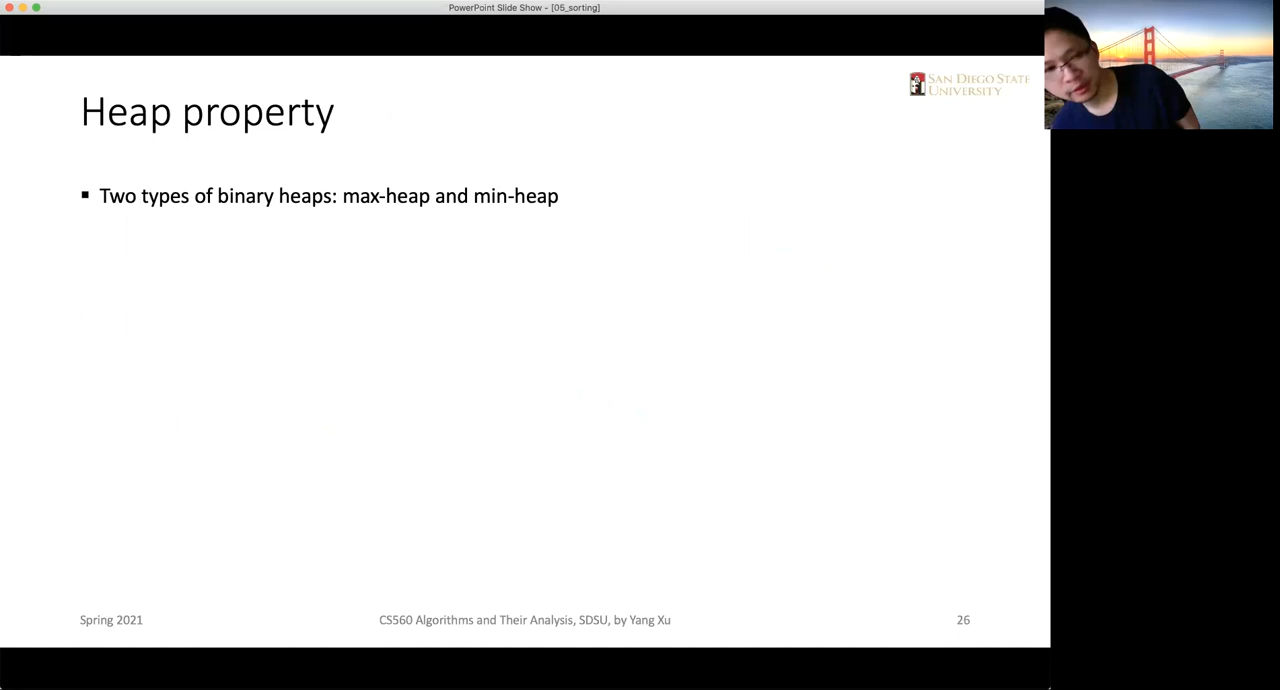 PowerPoint Slide Show - [05_sorting]
SAN DIEGO STATE
UNIVERSITY
Heap property
▪ Two types of binary heaps: max-heap and min-heap
Spring 2021
CS560 Algorithms and Their Analysis, SDSU, by Yang Xu
26